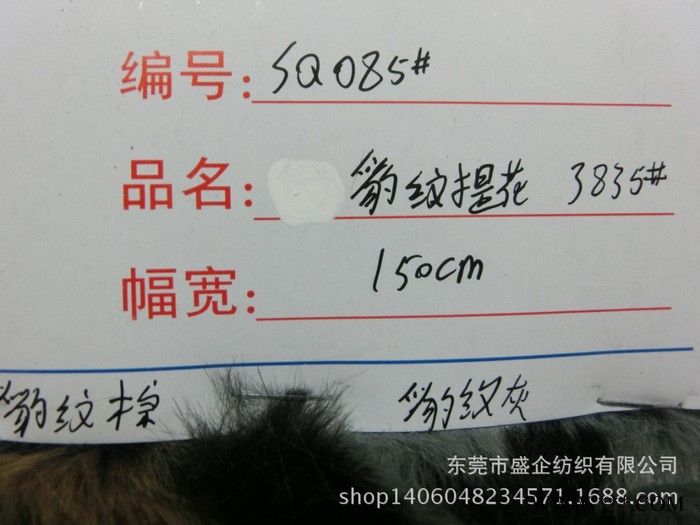 编号: SQ085#
品名: 豹纹提花 3835#
幅宽: 150cm
豹纹棕 豹纹灰
东莞市盛企纺织有限公司
shop1406048234571.1688.com